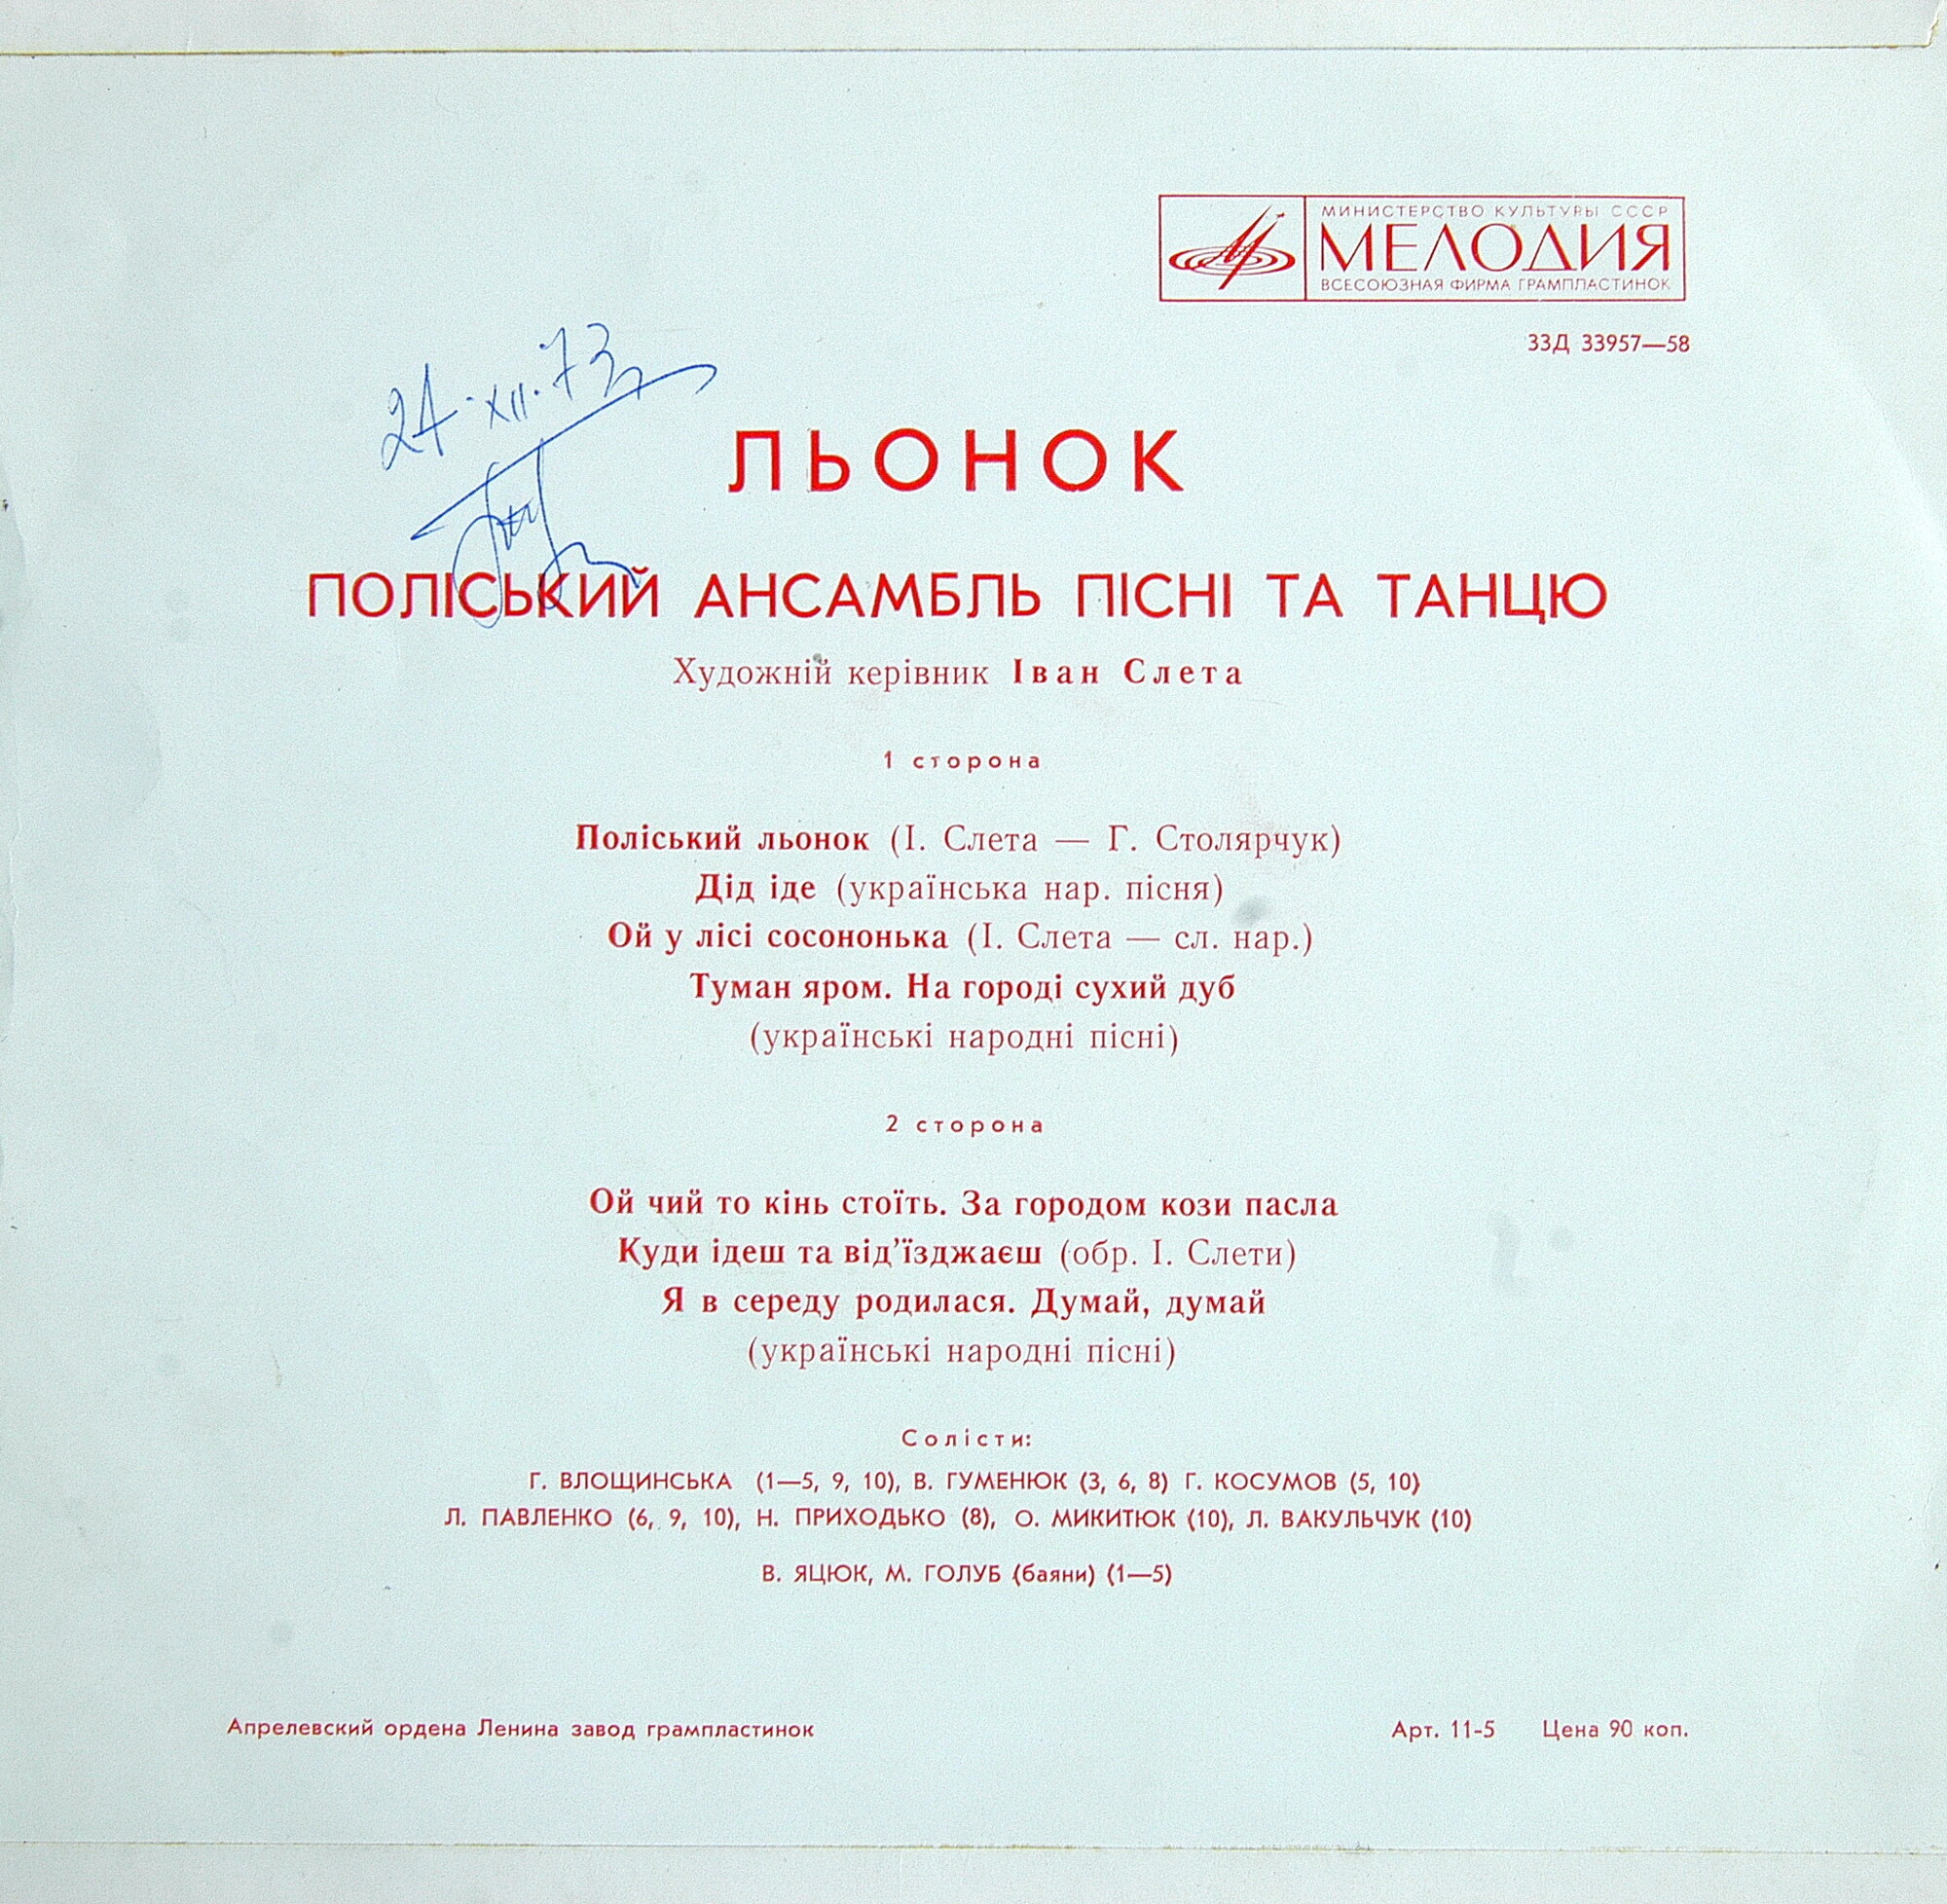 МИНИСТЕРСТВО КУЛЬТУРЫ СССР
МЕЛОДИЯ
ВСЕСОЮЗНАЯ ФИРМА ГРАМПЛАСТИНОК
33Д 33957—58
24.XII.73
ЛЬОНОК
ПОЛІСЬКИЙ АНСАМБЛЬ ПІСНІ ТА ТАНЦЮ
Художній керівник Іван Слета
1 сторона
Поліський льонок (І. Слета — Г. Столярчук)
Дід іде (українська нар. пісня)
Ой у лісі сосононька (І. Слета — сл. нар.)
Туман яром. На городі сухий дуб
(українські народні пісні)
2 сторона
Ой чий то кінь стоїть. За городом кози пасла
Куди ідеш та від’їзджаєш (обр. І. Слети)
Я в середу родилася. Думай, думай
(українські народні пісні)
Солісти:
Г. ВЛОЩИНСЬКА (1—5, 9, 10), В. ГУМЕНЮК (3, 6, 8) Г. КОСУМОВ (5, 10)
Л. ПАВЛЕНКО (6, 9, 10), Н. ПРИХОДЬКО (8), О. МИКИТЮК (10), Л. ВАКУЛЬЧУК (10)
В. ЯЦЮК, М. ГОЛУБ (баяни) (1—5)
Апрелевский ордена Ленина завод грампластинок
Арт. 11-5 Цена 90 коп.